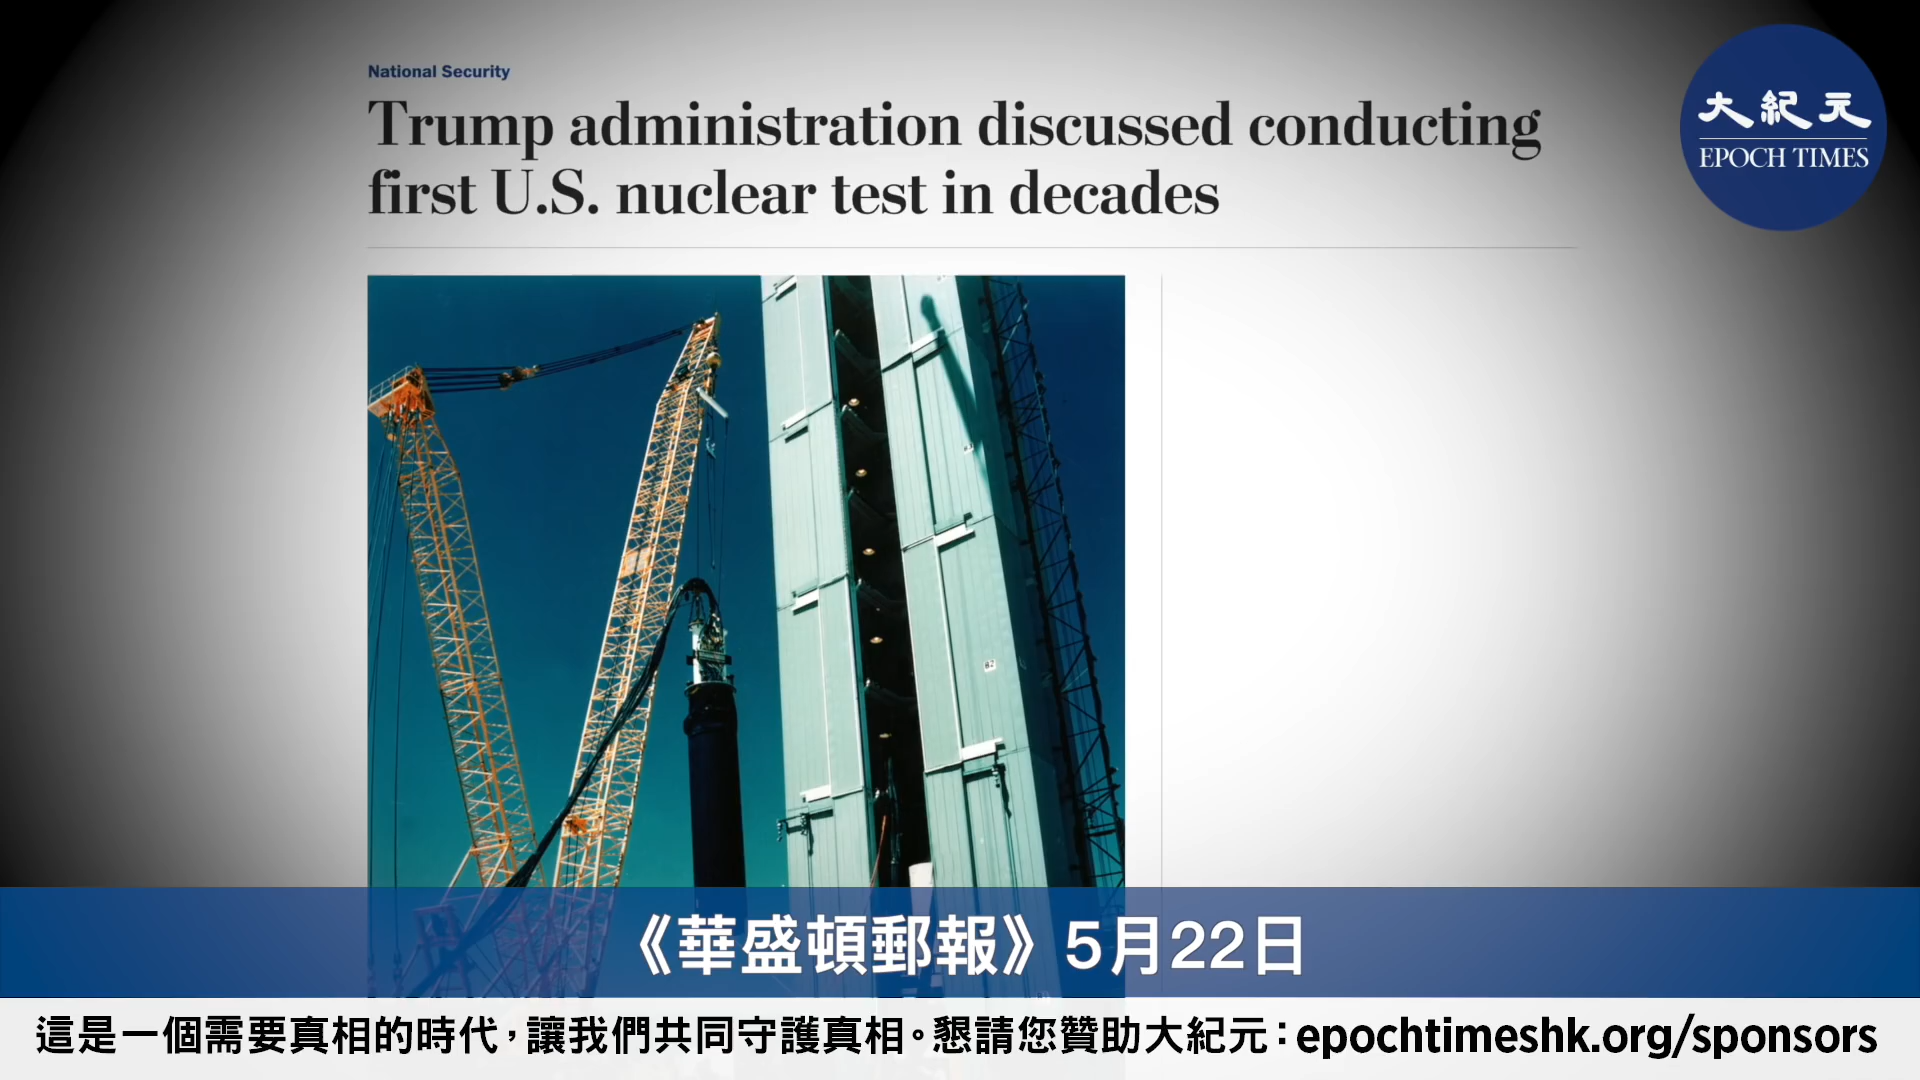 National Security
Trump administration discussed conducting
first U.S. nuclear test in decades
大紀元
EPOCH TIMES
《華盛頓郵報》5月22日
這是一個需要真相的時代，讓我們共同守護真相。懇請您贊助大紀元：epochtimeshk.org/sponsors